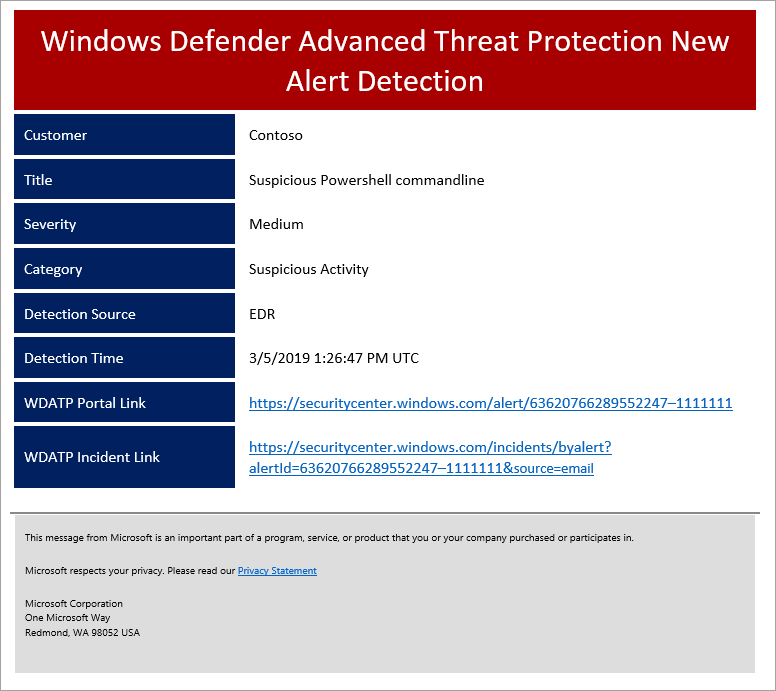 Windows Defender Advanced Threat Protection New
Alert Detection
Customer Contoso
Title Suspicious Powershell commandline
Severity Medium
Category Suspicious Activity
Detection Source EDR
Detection Time 3/5/2019 1:26:47 PM UTC
WDATP Portal Link https://securitycenter.windows.com/alert/63620766289552247–1111111
WDATP Incident Link https://securitycenter.windows.com/incidents/byalert?
alertId=63620766289552247–1111111&source=email
This message from Microsoft is an important part of a program, service, or product that you or your company purchased or participates in.
Microsoft respects your privacy. Please read our Privacy Statement
Microsoft Corporation
One Microsoft Way
Redmond, WA 98052 USA